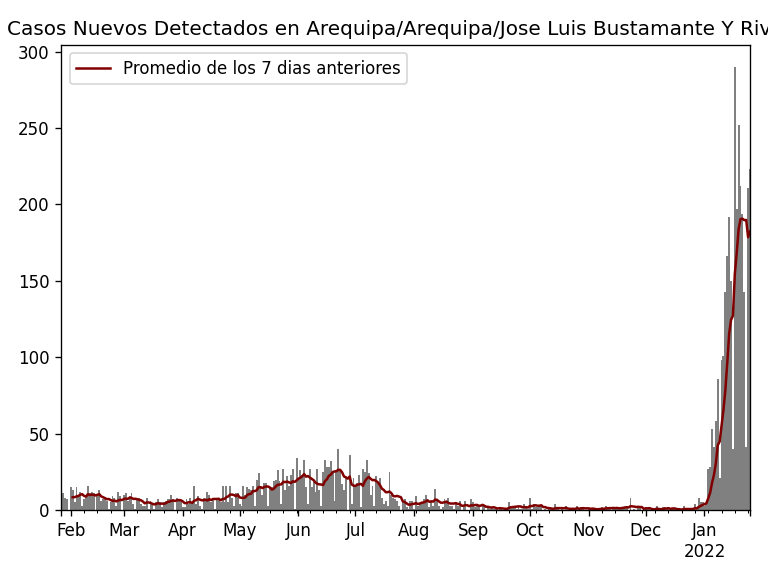 Casos Nuevos Detectados en Arequipa/Arequipa/Jose Luis Bustamante Y Riv
Promedio de los 7 dias anteriores
300
250
200
150
100
50
0
Feb Mar Apr May Jun Jul Aug Sep Oct Nov Dec Jan
2022